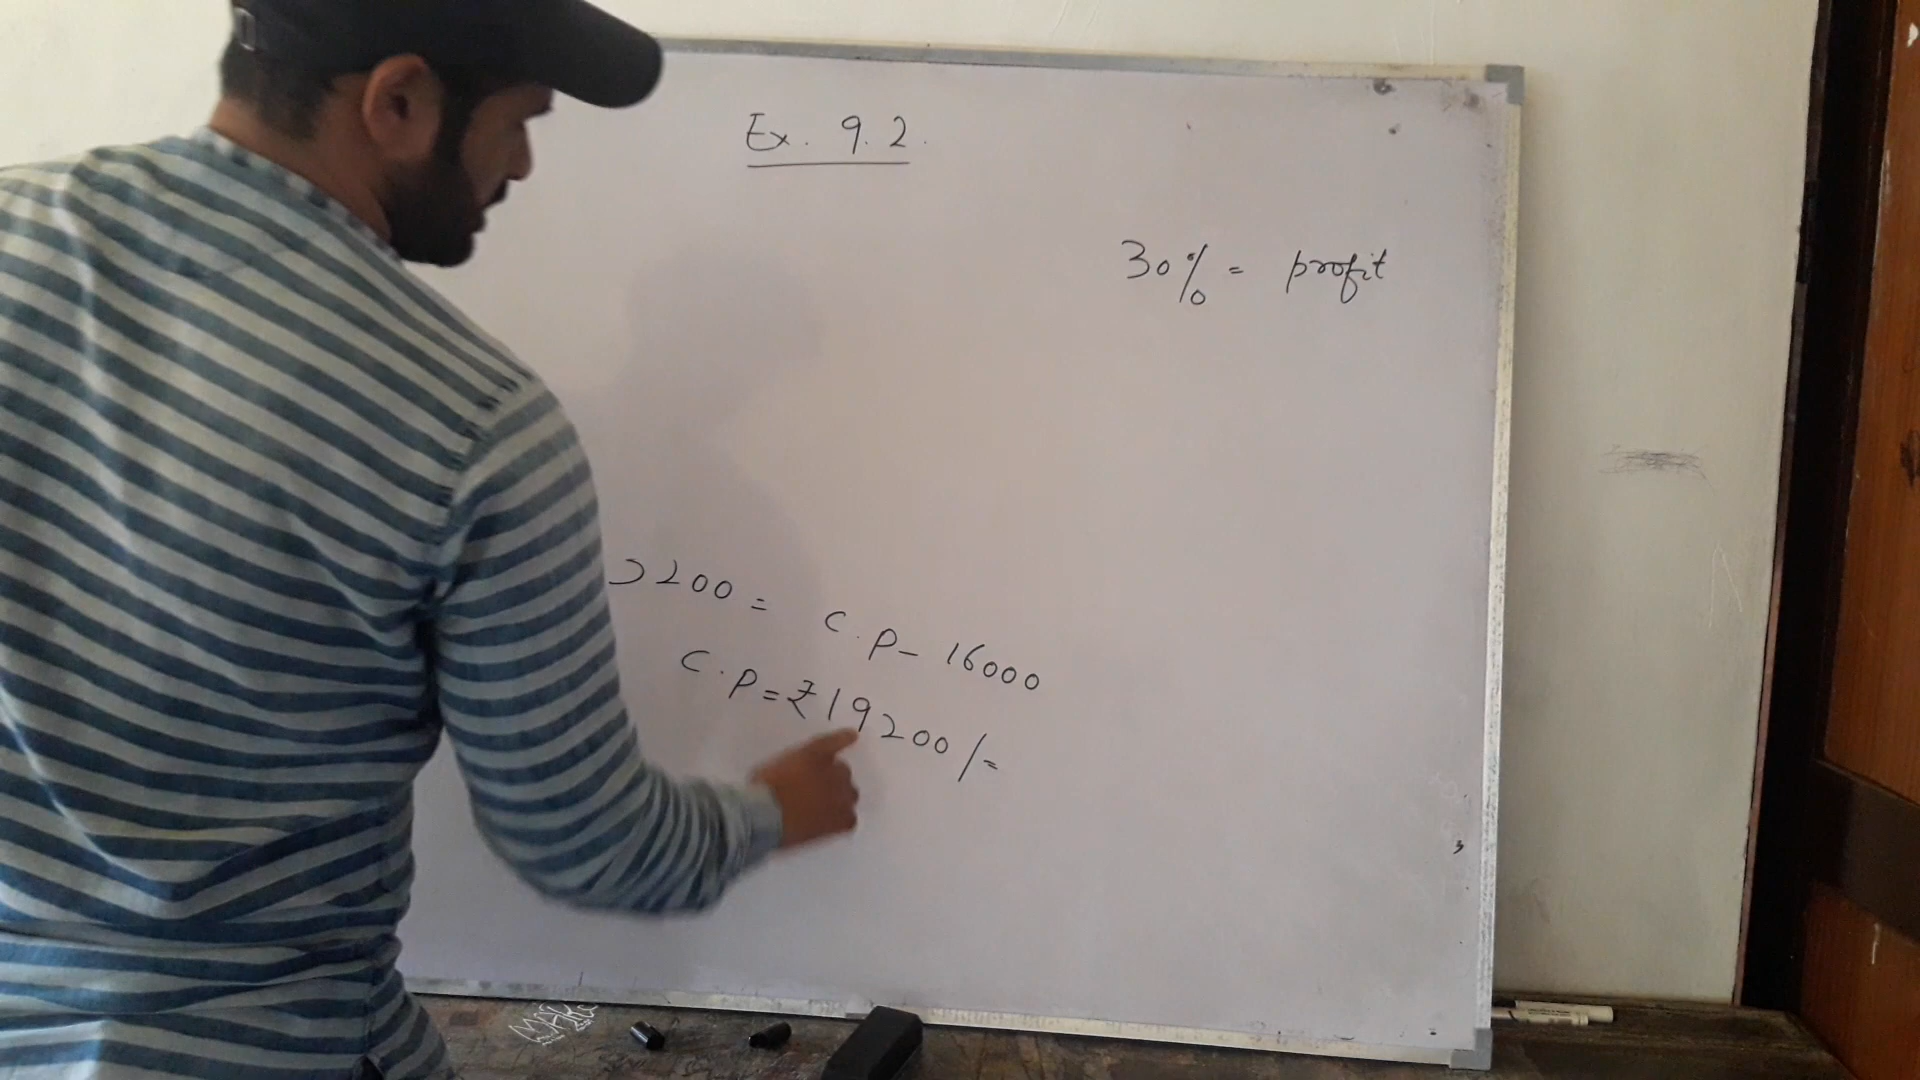 Ex. 9.2.
30% = profit
3200 = C.P - 16000
C.P = ₹19200/=